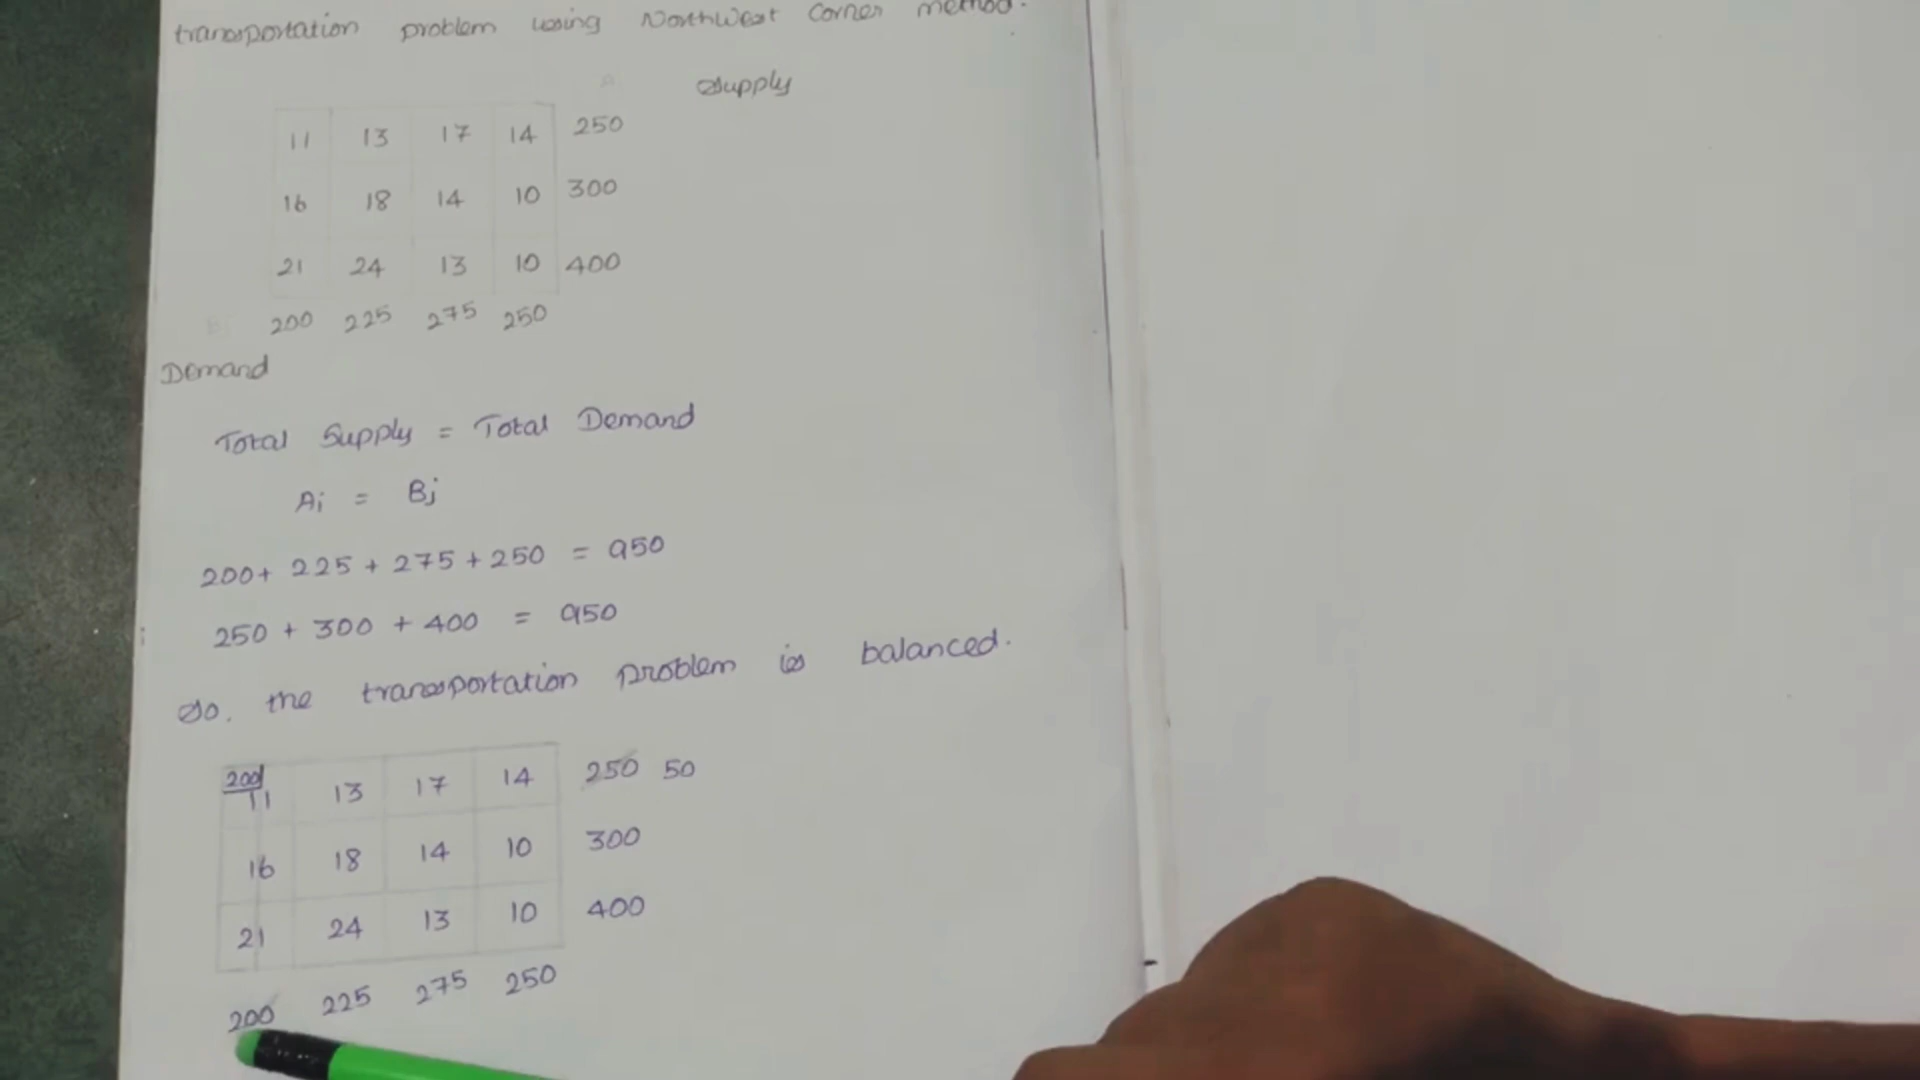 transportation problem using NorthWest Corner method.
Supply
11 13 17 14 250
16 18 14 10 300
21 24 13 10 400
200 225 275 250
Demand
Total Supply = Total Demand
Ai = Bj
200+ 225 + 275 + 250 = 950
250 + 300 + 400 = 950
So, the transportation problem is balanced.
200
11 13 17 14 250 50
16 18 14 10 300
21 24 13 10 400
200 225 275 250